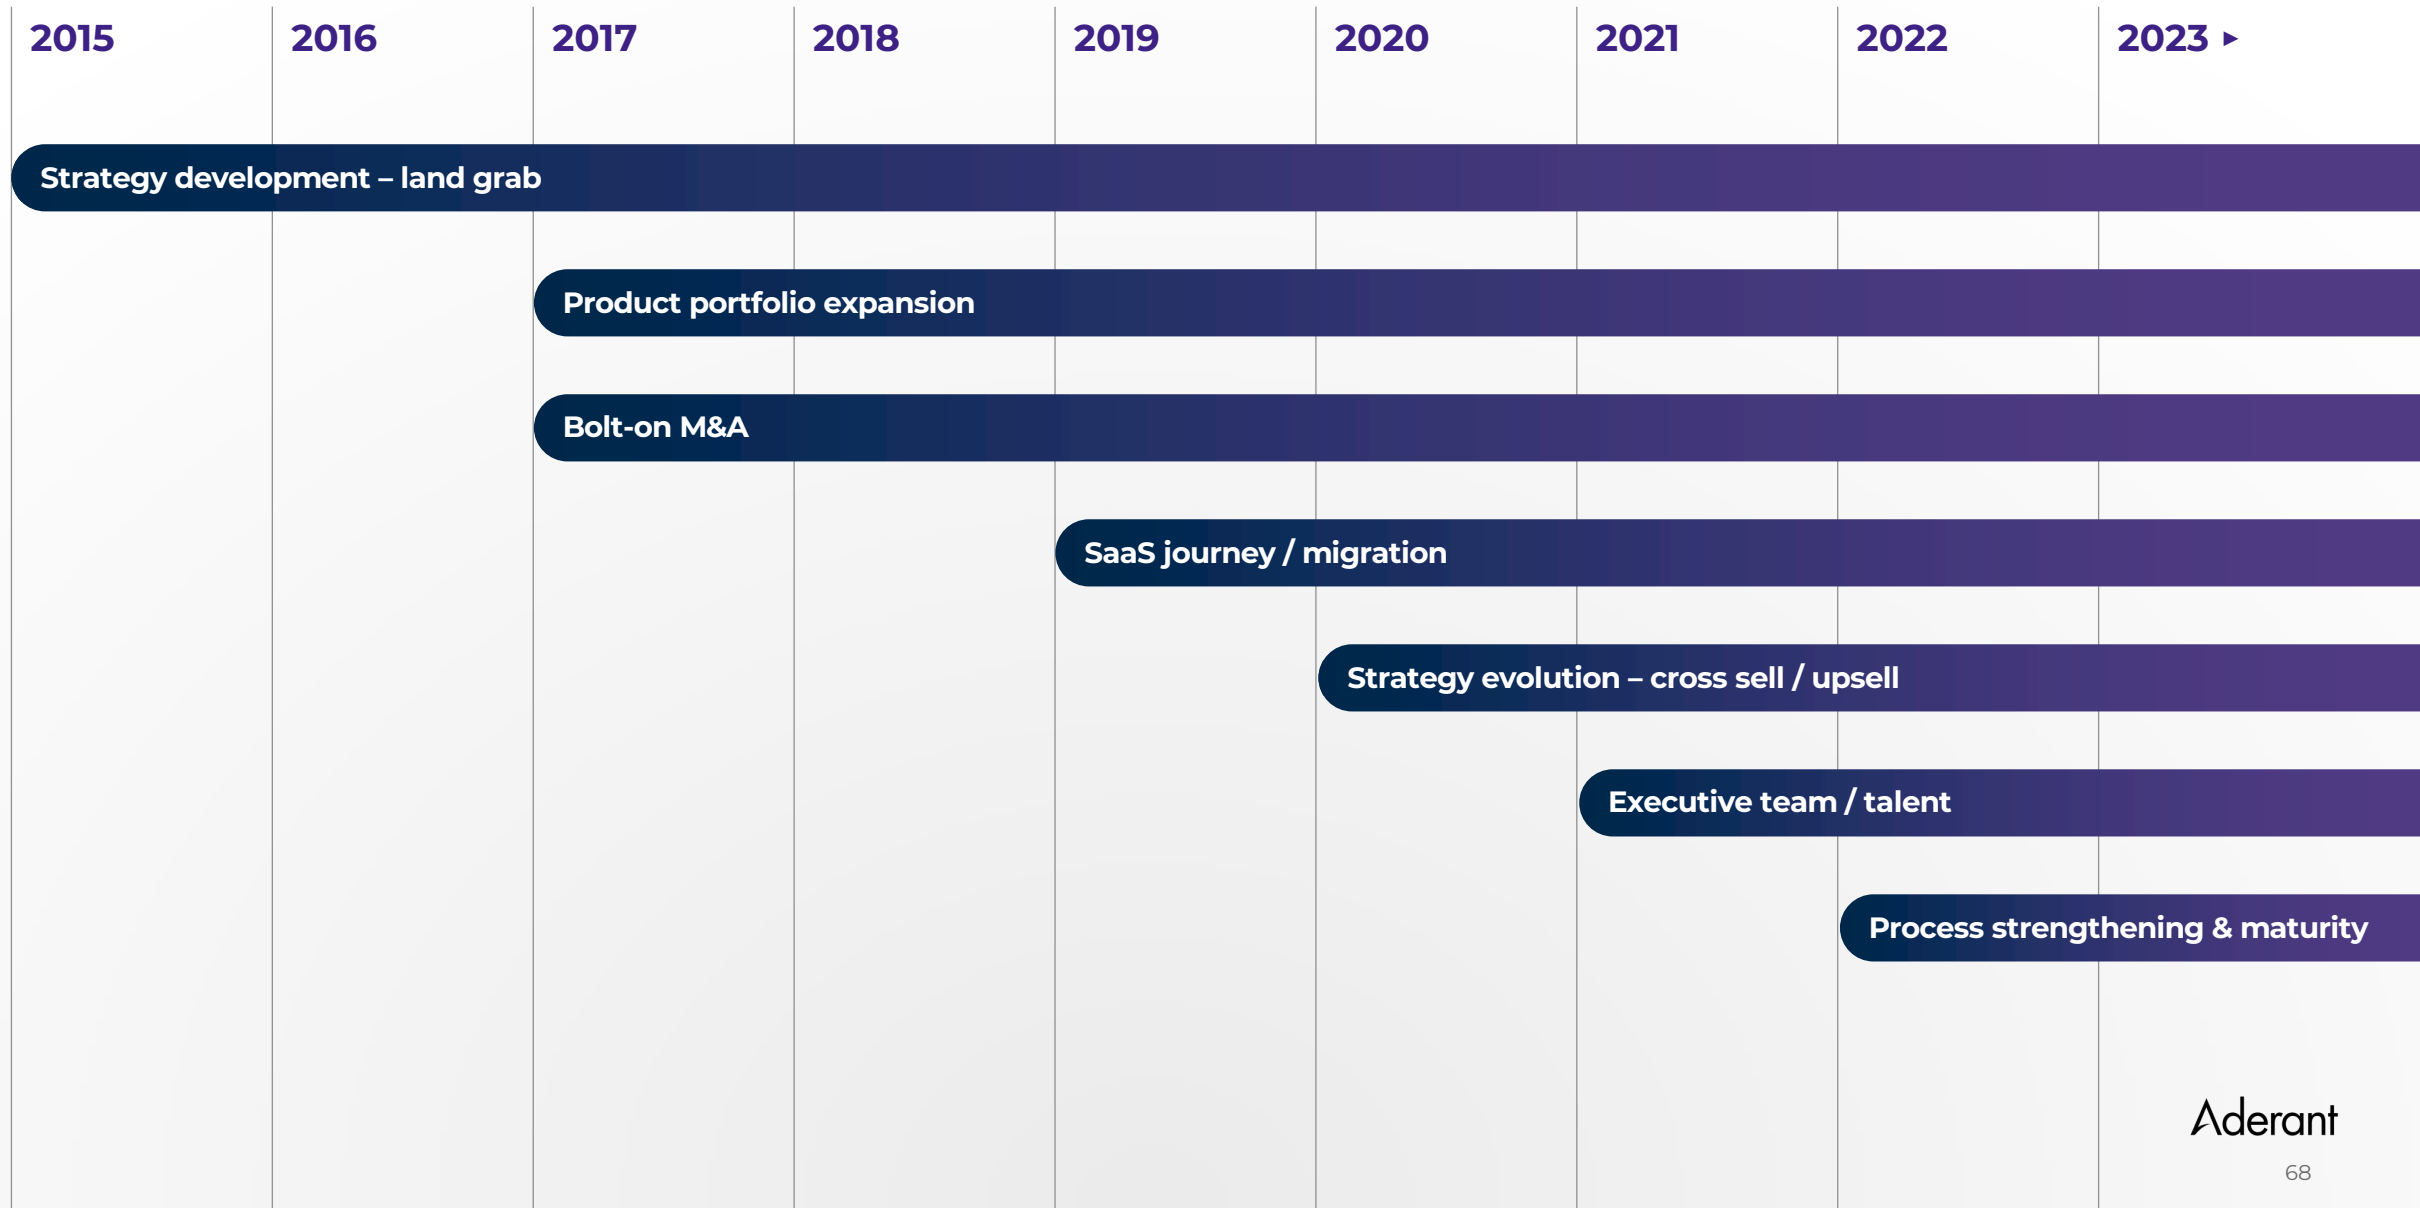 2015 2016 2017 2018 2019 2020 2021 2022 2023 ►
Strategy development – land grab
Product portfolio expansion
Bolt-on M&A
SaaS journey / migration
Strategy evolution – cross sell / upsell
Executive team / talent
Process strengthening & maturity
Aderant
68